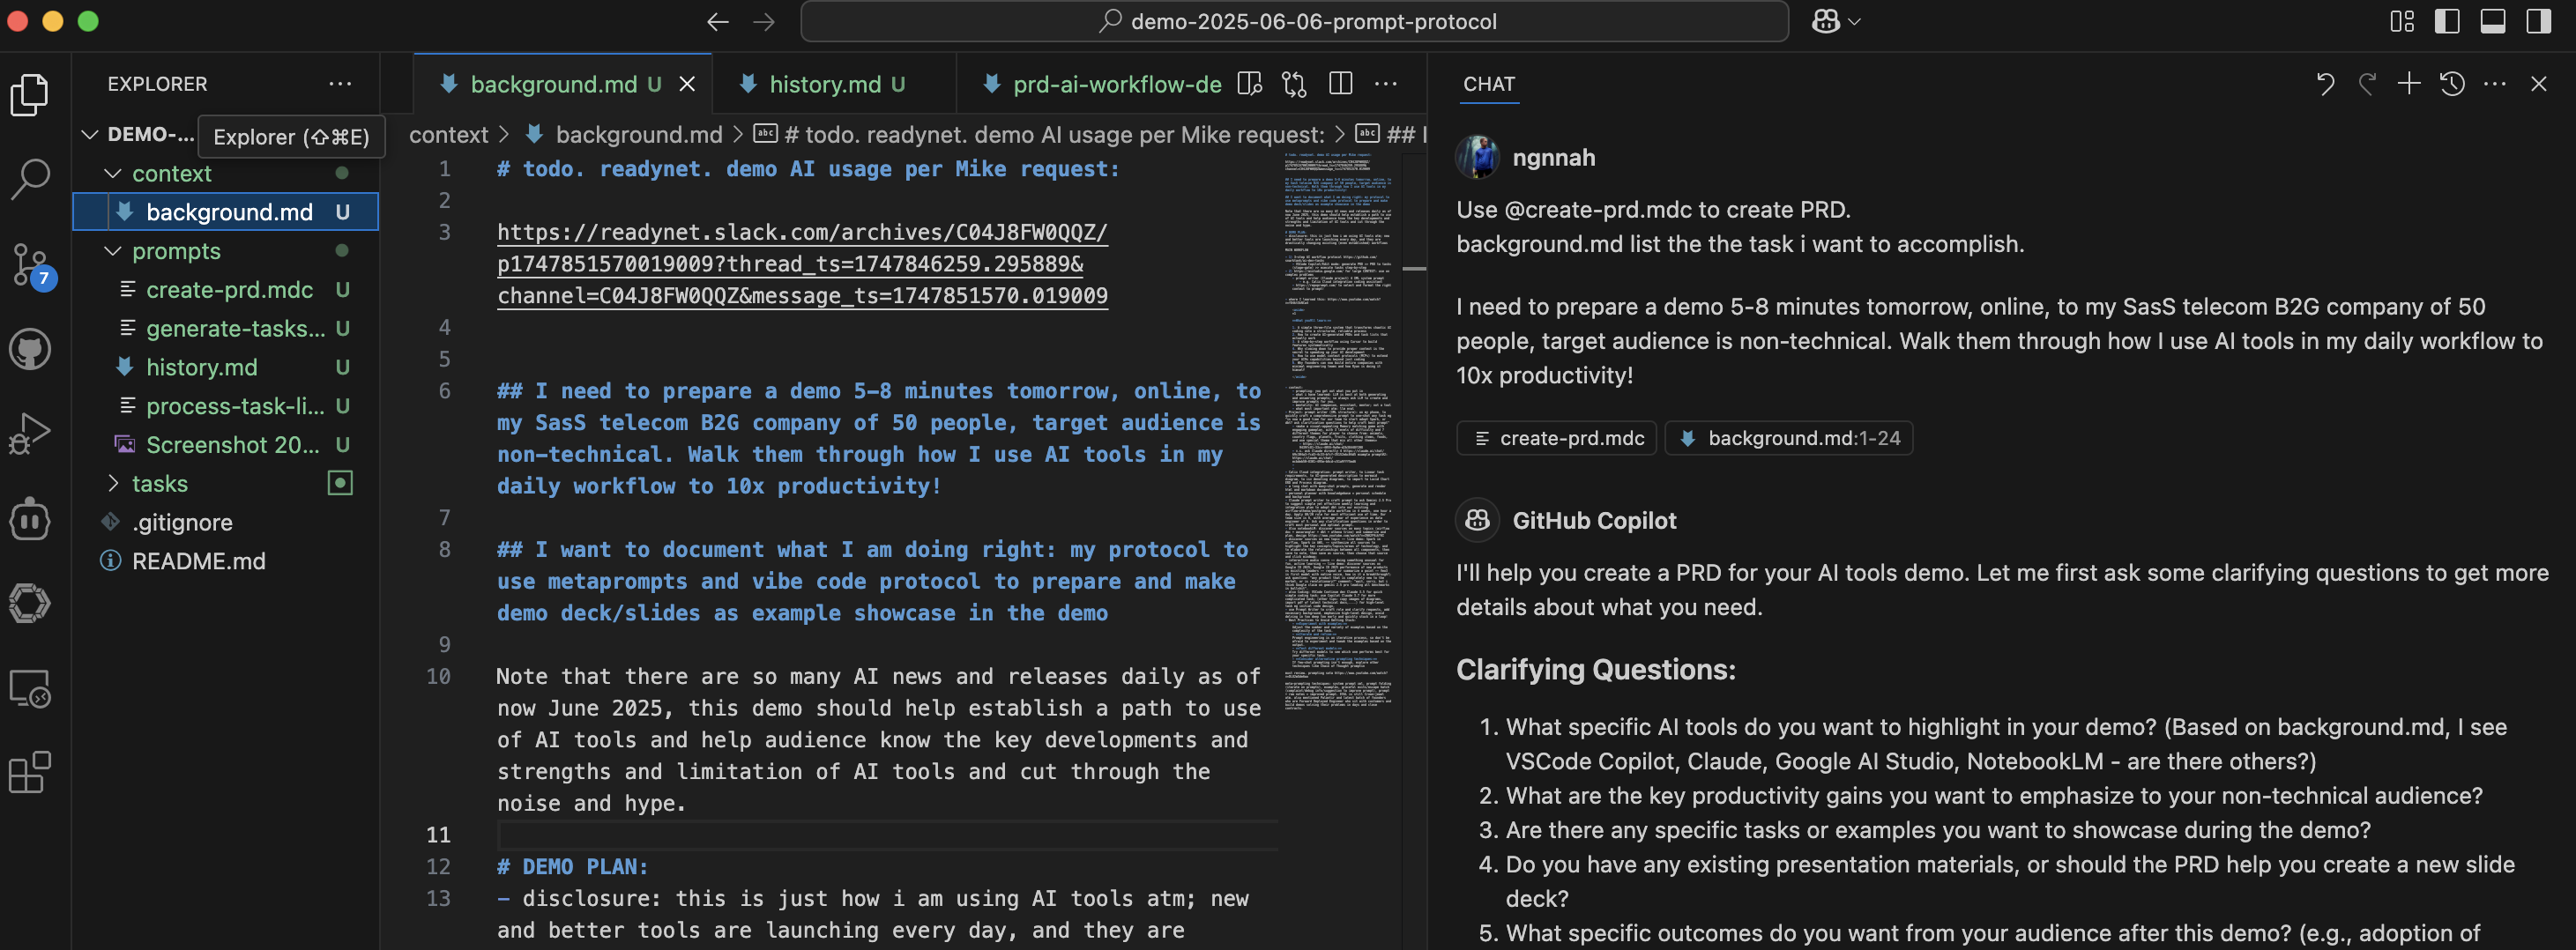 demo-2025-06-06-prompt-protocol
EXPLORER
DEMO-...
Explorer (⇧⌘E)
context
background.md U
prompts
create-prd.mdc U
generate-tasks... U
history.md U
process-task-li... U
Screenshot 20... U
tasks
.gitignore
README.md
7
background.md U
history.md U
prd-ai-workflow-de
context > background.md > # todo. readynet. demo AI usage per Mike request: > ## I
1 # todo. readynet. demo AI usage per Mike request:
2
3 https://readynet.slack.com/archives/C04J8FW0QQZ/
p1747851570019009?thread_ts=1747846259.295889&
channel=C04J8FW0QQZ&message_ts=1747851570.019009
4
5
6 ## I need to prepare a demo 5-8 minutes tomorrow, online, to
my SasS telecom B2G company of 50 people, target audience is
non-technical. Walk them through how I use AI tools in my
daily workflow to 10x productivity!
7
8 ## I want to document what I am doing right: my protocol to
use metaprompts and vibe code protocol to prepare and make
demo deck/slides as example showcase in the demo
9
10 Note that there are so many AI news and releases daily as of
now June 2025, this demo should help establish a path to use
of AI tools and help audience know the key developments and
strengths and limitation of AI tools and cut through the
noise and hype.
11
12 # DEMO PLAN:
13 - disclosure: this is just how i am using AI tools atm; new
and better tools are launching every day, and they are
CHAT
ngnnah
Use @create-prd.mdc to create PRD.
background.md list the the task i want to accomplish.
I need to prepare a demo 5-8 minutes tomorrow, online, to my SasS telecom B2G company of 50
people, target audience is non-technical. Walk them through how I use AI tools in my daily workflow to
10x productivity!
create-prd.mdc
background.md:1-24
GitHub Copilot
I'll help you create a PRD for your AI tools demo. Let me first ask some clarifying questions to get more
details about what you need.
Clarifying Questions:
1. What specific AI tools do you want to highlight in your demo? (Based on background.md, I see
VSCode Copilot, Claude, Google AI Studio, NotebookLM - are there others?)
2. What are the key productivity gains you want to emphasize to your non-technical audience?
3. Are there any specific tasks or examples you want to showcase during the demo?
4. Do you have any existing presentation materials, or should the PRD help you create a new slide
deck?
5. What specific outcomes do you want from your audience after this demo? (e.g., adoption of